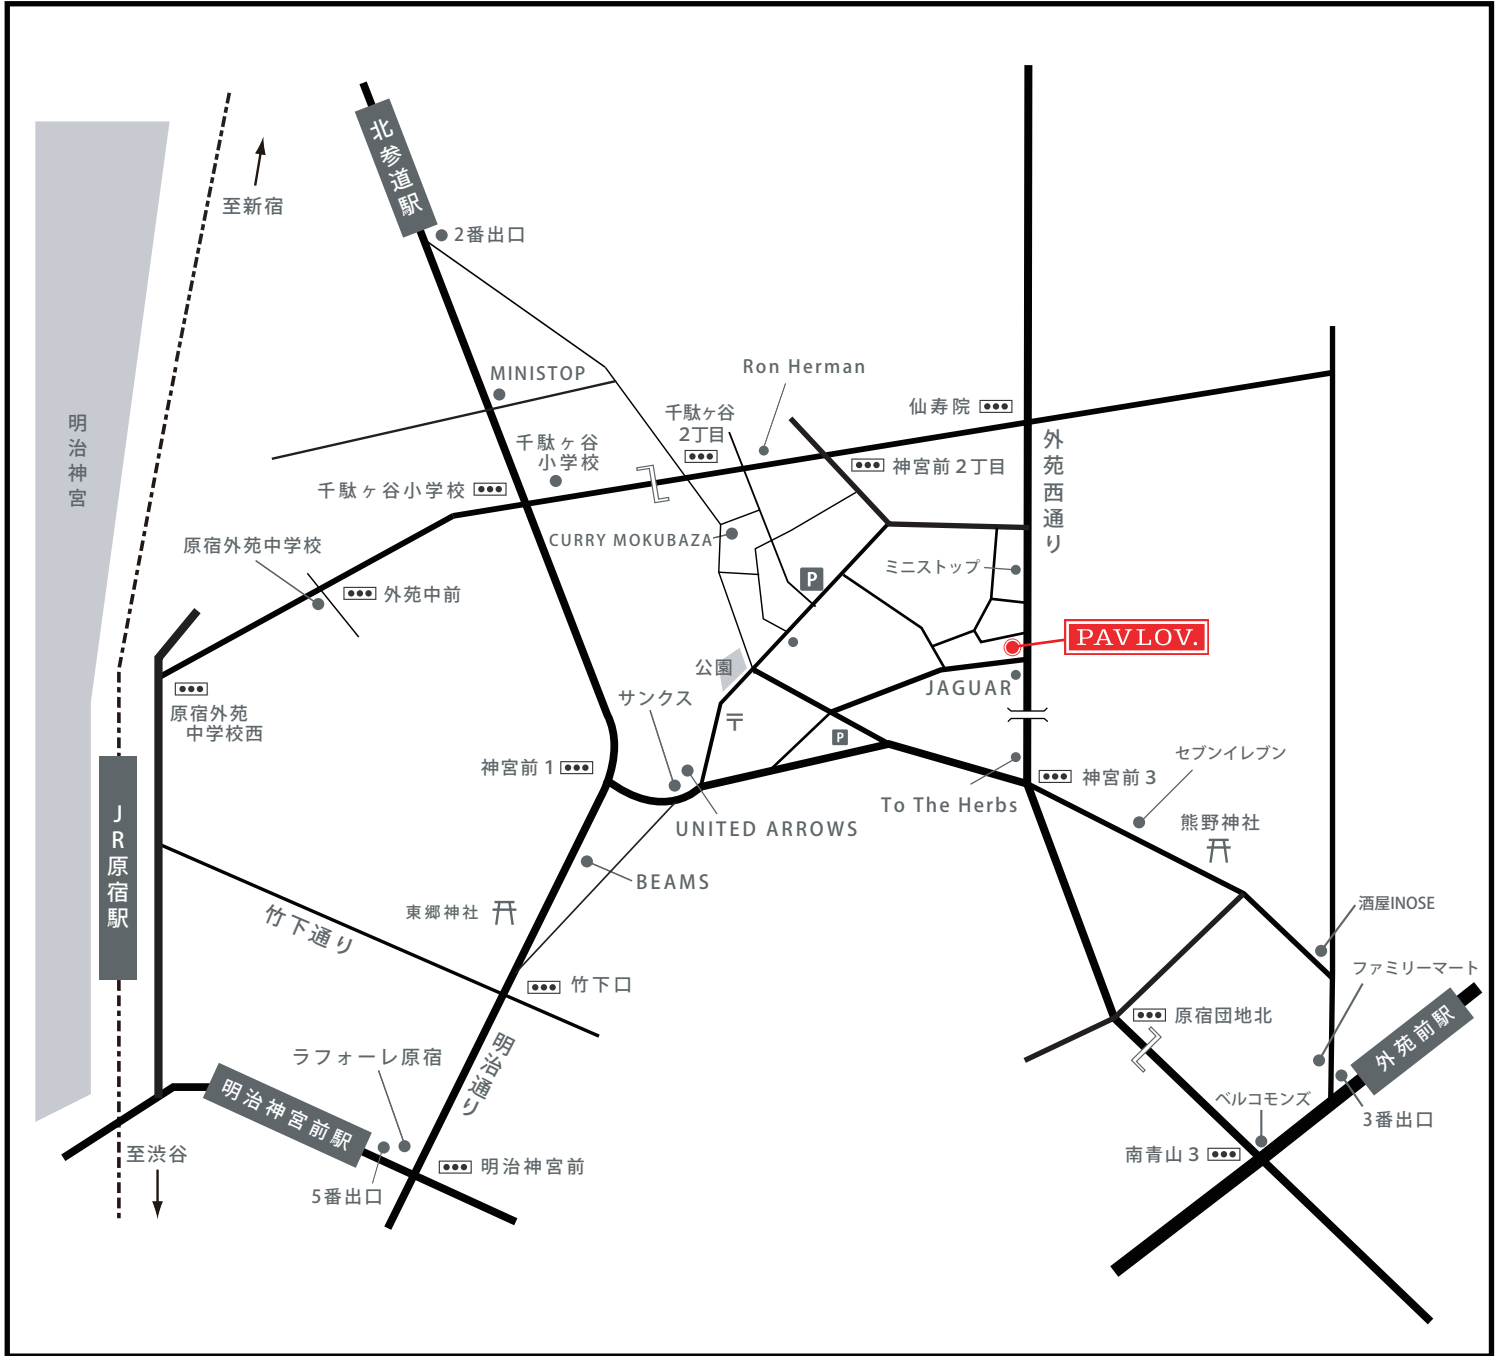 北参道駅
至新宿
2番出口
MINISTOP
Ron Herman
千駄ヶ谷
2丁目
仙寿院
明治神宮
千駄ヶ谷
小学校
外苑西通り
神宮前2丁目
千駄ヶ谷小学校
CURRY MOKUBAZA
原宿外苑中学校
ミニストップ
P
外苑中前
PAVLOV.
公園
JAGUAR
サンクス
原宿外苑
中学校西
〒
P
神宮前1
セブンイレブン
神宮前3
To The Herbs
UNITED ARROWS
熊野神社
JR原宿駅
BEAMS
酒屋INOSE
東郷神社
竹下通り
ファミリーマート
竹下口
原宿団地北
外苑前駅
明治通り
ラフォーレ原宿
明治神宮前駅
ベルコモンズ
3番出口
至渋谷
南青山3
明治神宮前
5番出口